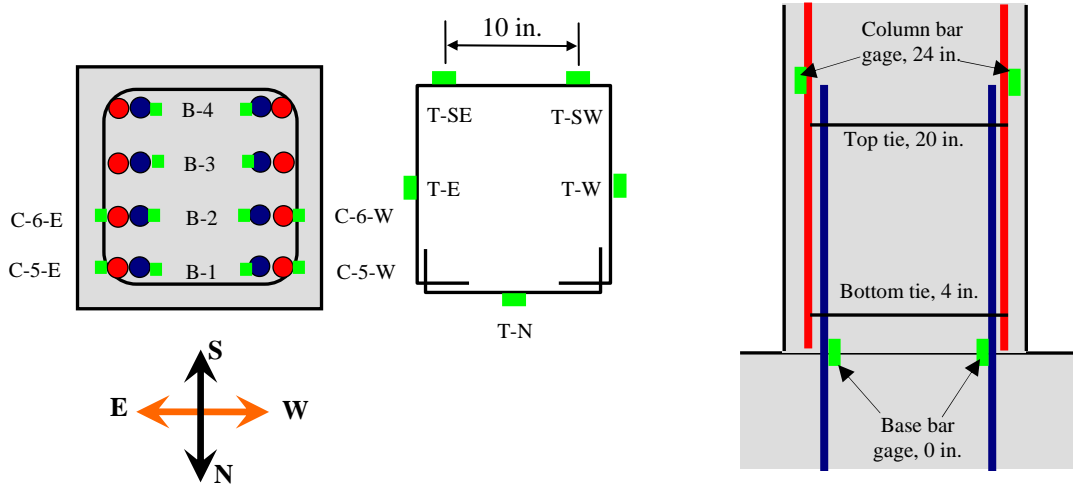 B-4
B-3
C-6-E
B-2
C-6-W
C-5-E
B-1
C-5-W
S
E
W
N
10 in.
T-SE
T-SW
T-E
T-W
T-N
Column bar
gage, 24 in.
Top tie, 20 in.
Bottom tie, 4 in.
Base bar
gage, 0 in.